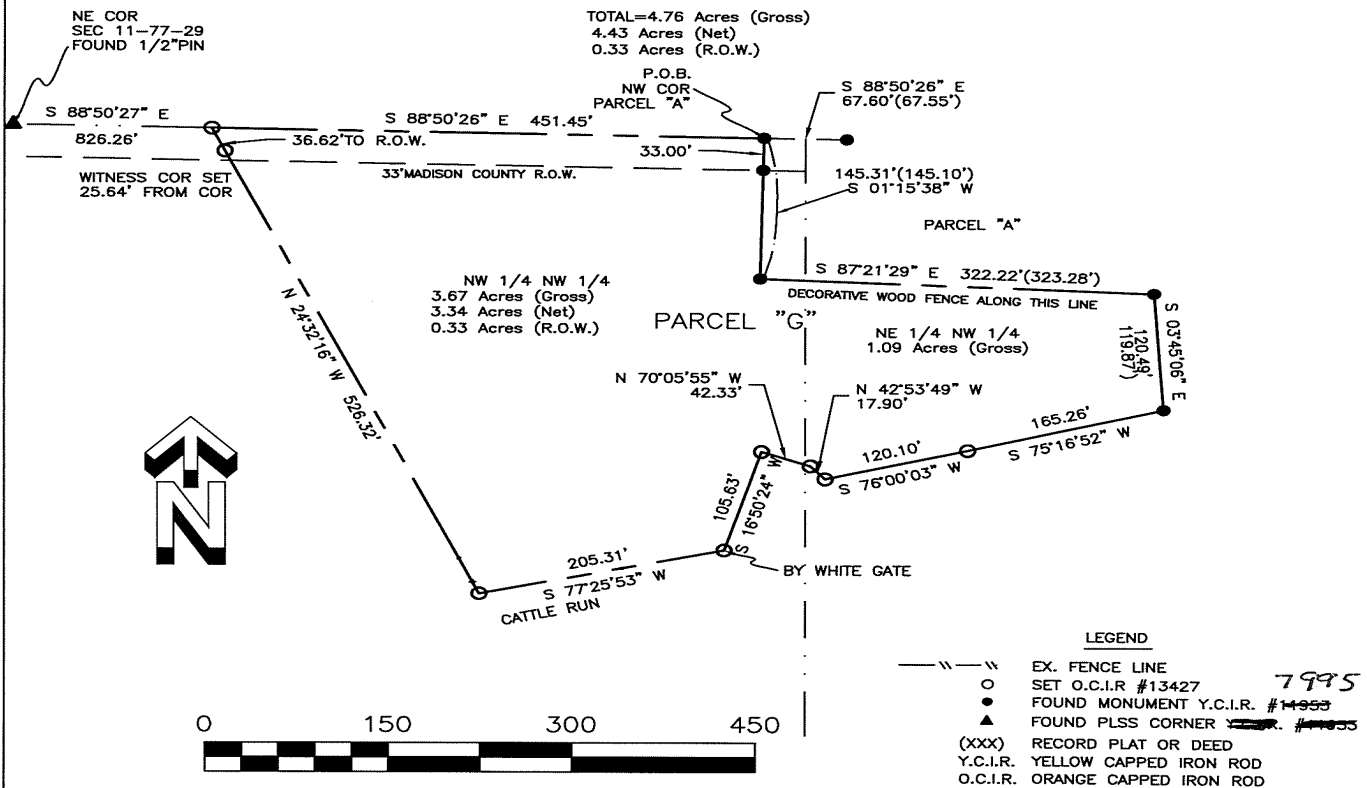 NE COR
SEC 11-77-29
FOUND 1/2"PIN
TOTAL=4.76 Acres (Gross)
4.43 Acres (Net)
0.33 Acres (R.O.W.)
P.O.B.
NW COR
PARCEL "A"
S 88°50'26" E
67.60'(67.55')
S 88°50'27" E
826.26'
S 88°50'26" E 451.45'
36.62'TO R.O.W.
33.00'
WITNESS COR SET
25.64' FROM COR
33'MADISON COUNTY R.O.W.
145.31'(145.10')
S 01°15'38" W
PARCEL "A"
S 87°21'29" E 322.22'(323.28')
DECORATIVE WOOD FENCE ALONG THIS LINE
NW 1/4 NW 1/4
3.67 Acres (Gross)
3.34 Acres (Net)
0.33 Acres (R.O.W.)
PARCEL "G"
NE 1/4 NW 1/4
1.09 Acres (Gross)
S 03°45'06" E
120.49'
119.87')
N 24°32'16" W 526.32'
N 70°05'55" W
42.33'
N 42°53'49" W
17.90'
165.26'
S 75°16'52" W
120.10'
S 76°00'03" W
105.63'
S 16°50'24" W
BY WHITE GATE
205.31'
S 77°25'53" W
CATTLE RUN
N
0 150 300 450
LEGEND
EX. FENCE LINE
SET O.C.I.R #13427
7995
FOUND MONUMENT Y.C.I.R. #14953
FOUND PLSS CORNER
(XXX) RECORD PLAT OR DEED
Y.C.I.R. YELLOW CAPPED IRON ROD
O.C.I.R. ORANGE CAPPED IRON ROD